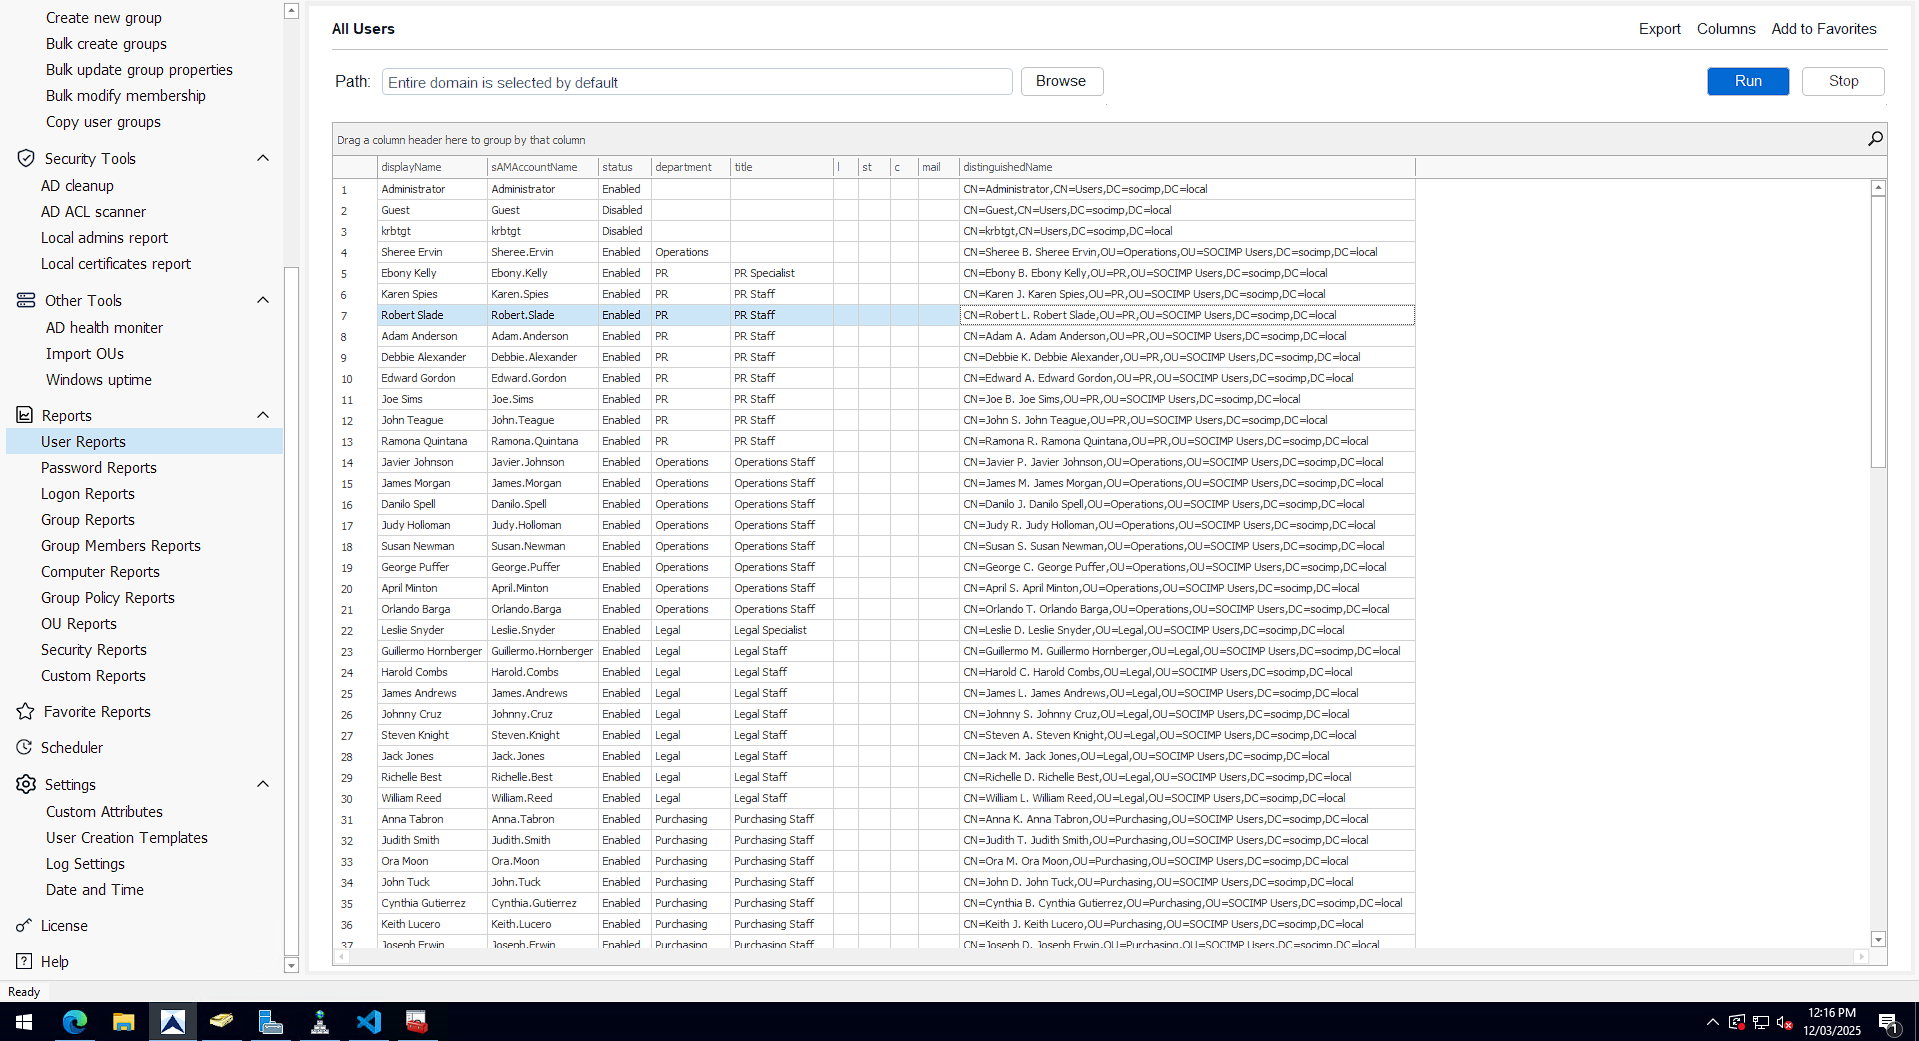 Create new group
Bulk create groups
Bulk update group properties
Bulk modify membership
Copy user groups
Security Tools
AD cleanup
AD ACL scanner
Local admins report
Local certificates report
Other Tools
AD health moniter
Import OUs
Windows uptime
Reports
User Reports
Password Reports
Logon Reports
Group Reports
Group Members Reports
Computer Reports
Group Policy Reports
OU Reports
Security Reports
Custom Reports
Favorite Reports
Scheduler
Settings
Custom Attributes
User Creation Templates
Log Settings
Date and Time
License
Help
All Users Export Columns Add to Favorites
Path: Entire domain is selected by default Browse Run Stop
Drag a column header here to group by that column
displayName sAMAccountName status department title l st c mail distinguishedName
1 Administrator Administrator Enabled CN=Administrator,CN=Users,DC=socimp,DC=local
2 Guest Guest Disabled CN=Guest,CN=Users,DC=socimp,DC=local
3 krbtgt krbtgt Disabled CN=krbtgt,CN=Users,DC=socimp,DC=local
4 Sheree Ervin Sheree.Ervin Enabled Operations CN=Sheree B. Sheree Ervin,OU=Operations,OU=SOCIMP Users,DC=socimp,DC=local
5 Ebony Kelly Ebony.Kelly Enabled PR PR Specialist CN=Ebony B. Ebony Kelly,OU=PR,OU=SOCIMP Users,DC=socimp,DC=local
6 Karen Spies Karen.Spies Enabled PR PR Staff CN=Karen J. Karen Spies,OU=PR,OU=SOCIMP Users,DC=socimp,DC=local
7 Robert Slade Robert.Slade Enabled PR PR Staff CN=Robert L. Robert Slade,OU=PR,OU=SOCIMP Users,DC=socimp,DC=local
8 Adam Anderson Adam.Anderson Enabled PR PR Staff CN=Adam A. Adam Anderson,OU=PR,OU=SOCIMP Users,DC=socimp,DC=local
9 Debbie Alexander Debbie.Alexander Enabled PR PR Staff CN=Debbie K. Debbie Alexander,OU=PR,OU=SOCIMP Users,DC=socimp,DC=local
10 Edward Gordon Edward.Gordon Enabled PR PR Staff CN=Edward A. Edward Gordon,OU=PR,OU=SOCIMP Users,DC=socimp,DC=local
11 Joe Sims Joe.Sims Enabled PR PR Staff CN=Joe B. Joe Sims,OU=PR,OU=SOCIMP Users,DC=socimp,DC=local
12 John Teague John.Teague Enabled PR PR Staff CN=John S. John Teague,OU=PR,OU=SOCIMP Users,DC=socimp,DC=local
13 Ramona Quintana Ramona.Quintana Enabled PR PR Staff CN=Ramona R. Ramona Quintana,OU=PR,OU=SOCIMP Users,DC=socimp,DC=local
14 Javier Johnson Javier.Johnson Enabled Operations Operations Staff CN=Javier P. Javier Johnson,OU=Operations,OU=SOCIMP Users,DC=socimp,DC=local
15 James Morgan James.Morgan Enabled Operations Operations Staff CN=James M. James Morgan,OU=Operations,OU=SOCIMP Users,DC=socimp,DC=local
16 Danilo Spell Danilo.Spell Enabled Operations Operations Staff CN=Danilo J. Danilo Spell,OU=Operations,OU=SOCIMP Users,DC=socimp,DC=local
17 Judy Holloman Judy.Holloman Enabled Operations Operations Staff CN=Judy R. Judy Holloman,OU=Operations,OU=SOCIMP Users,DC=socimp,DC=local
18 Susan Newman Susan.Newman Enabled Operations Operations Staff CN=Susan S. Susan Newman,OU=Operations,OU=SOCIMP Users,DC=socimp,DC=local
19 George Puffer George.Puffer Enabled Operations Operations Staff CN=George C. George Puffer,OU=Operations,OU=SOCIMP Users,DC=socimp,DC=local
20 April Minton April.Minton Enabled Operations Operations Staff CN=April S. April Minton,OU=Operations,OU=SOCIMP Users,DC=socimp,DC=local
21 Orlando Barga Orlando.Barga Enabled Operations Operations Staff CN=Orlando T. Orlando Barga,OU=Operations,OU=SOCIMP Users,DC=socimp,DC=local
22 Leslie Snyder Leslie.Snyder Enabled Legal Legal Specialist CN=Leslie D. Leslie Snyder,OU=Legal,OU=SOCIMP Users,DC=socimp,DC=local
23 Guillermo Hornberger Guillermo.Hornberger Enabled Legal Legal Staff CN=Guillermo M. Guillermo Hornberger,OU=Legal,OU=SOCIMP Users,DC=socimp,DC=local
24 Harold Combs Harold.Combs Enabled Legal Legal Staff CN=Harold C. Harold Combs,OU=Legal,OU=SOCIMP Users,DC=socimp,DC=local
25 James Andrews James.Andrews Enabled Legal Legal Staff CN=James L. James Andrews,OU=Legal,OU=SOCIMP Users,DC=socimp,DC=local
26 Johnny Cruz Johnny.Cruz Enabled Legal Legal Staff CN=Johnny S. Johnny Cruz,OU=Legal,OU=SOCIMP Users,DC=socimp,DC=local
27 Steven Knight Steven.Knight Enabled Legal Legal Staff CN=Steven A. Steven Knight,OU=Legal,OU=SOCIMP Users,DC=socimp,DC=local
28 Jack Jones Jack.Jones Enabled Legal Legal Staff CN=Jack M. Jack Jones,OU=Legal,OU=SOCIMP Users,DC=socimp,DC=local
29 Richelle Best Richelle.Best Enabled Legal Legal Staff CN=Richelle D. Richelle Best,OU=Legal,OU=SOCIMP Users,DC=socimp,DC=local
30 William Reed William.Reed Enabled Legal Legal Staff CN=William L. William Reed,OU=Legal,OU=SOCIMP Users,DC=socimp,DC=local
31 Anna Tabron Anna.Tabron Enabled Purchasing Purchasing Staff CN=Anna K. Anna Tabron,OU=Purchasing,OU=SOCIMP Users,DC=socimp,DC=local
32 Judith Smith Judith.Smith Enabled Purchasing Purchasing Staff CN=Judith T. Judith Smith,OU=Purchasing,OU=SOCIMP Users,DC=socimp,DC=local
33 Ora Moon Ora.Moon Enabled Purchasing Purchasing Staff CN=Ora M. Ora Moon,OU=Purchasing,OU=SOCIMP Users,DC=socimp,DC=local
34 John Tuck John.Tuck Enabled Purchasing Purchasing Staff CN=John D. John Tuck,OU=Purchasing,OU=SOCIMP Users,DC=socimp,DC=local
35 Cynthia Gutierrez Cynthia.Gutierrez Enabled Purchasing Purchasing Staff CN=Cynthia B. Cynthia Gutierrez,OU=Purchasing,OU=SOCIMP Users,DC=socimp,DC=local
36 Keith Lucero Keith.Lucero Enabled Purchasing Purchasing Staff CN=Keith J. Keith Lucero,OU=Purchasing,OU=SOCIMP Users,DC=socimp,DC=local
37 Joseph Erwin Joseph.Erwin Enabled Purchasing Purchasing Staff CN=Joseph D. Joseph Erwin,OU=Purchasing,OU=SOCIMP Users,DC=socimp,DC=local
Ready
12:16 PM
12/03/2025
1